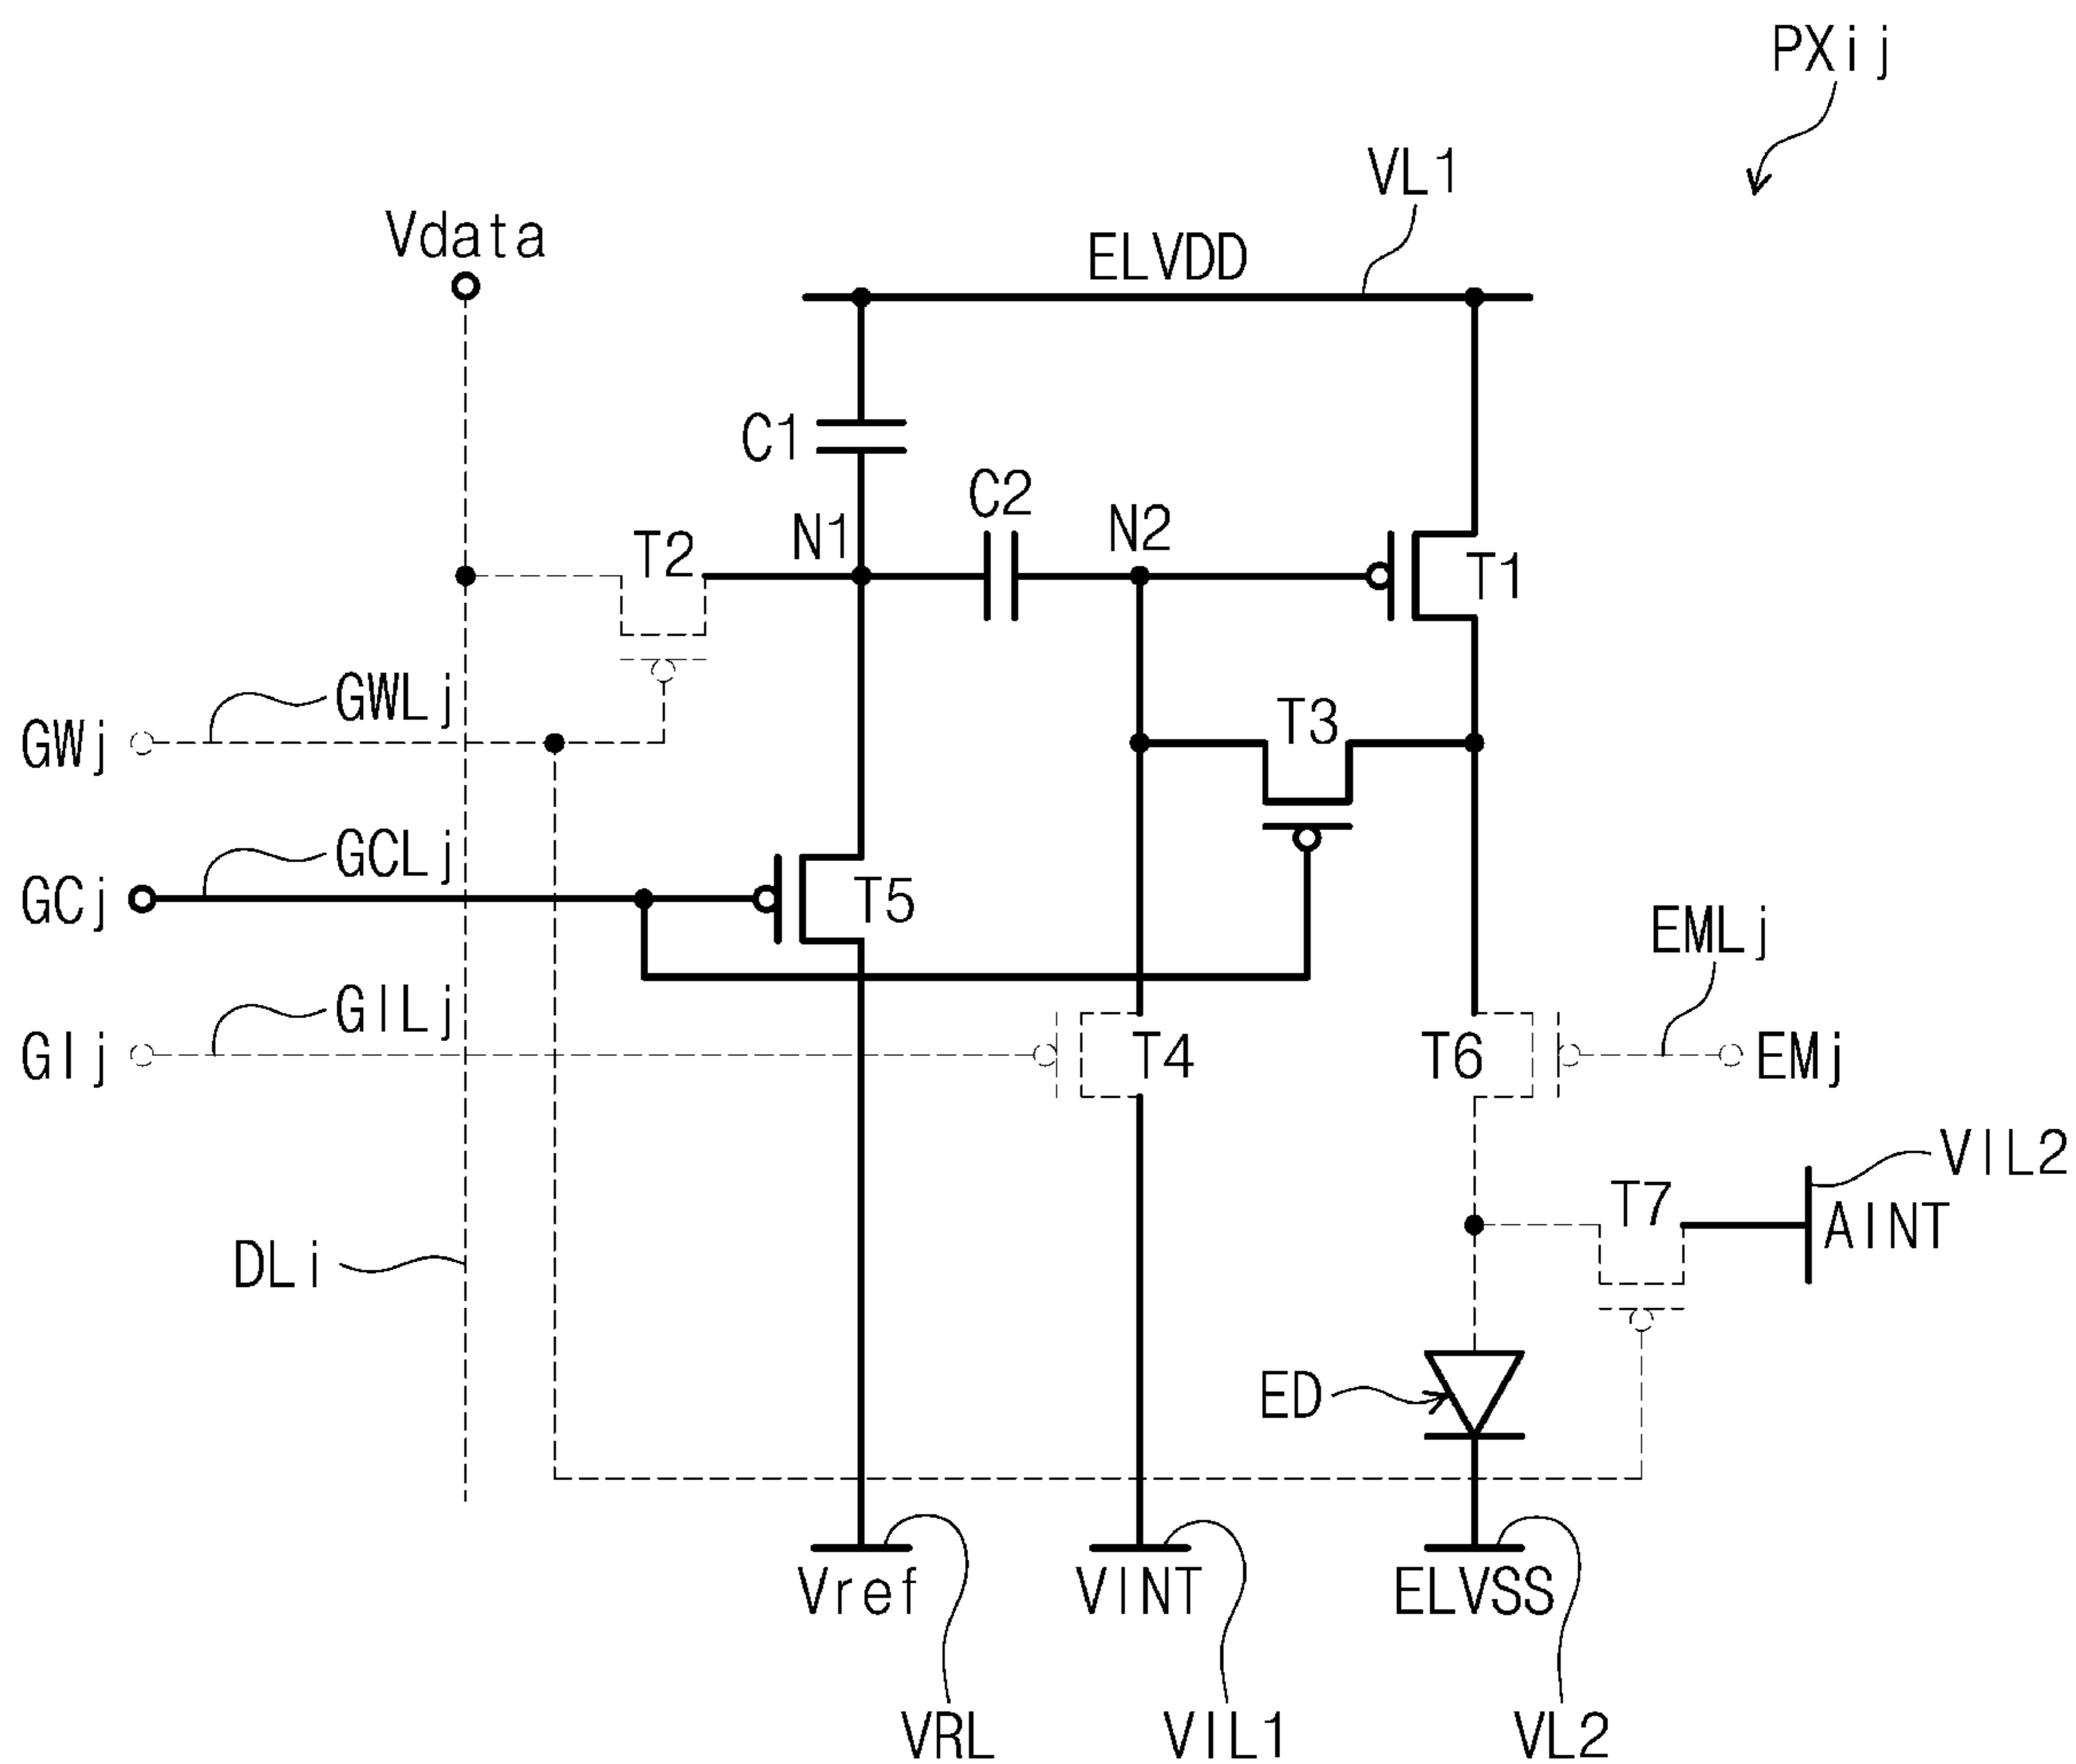 PXij
VL1
Vdata
ELVDD
C1
C2
N1
N2
T2
T1
GWLj
GWj
T3
GCLj
GCj
T5
EMLj
GILj
GIj
T4
T6
EMj
VIL2
T7
AINT
DLi
ED
Vref
VINT
ELVSS
VRL
VIL1
VL2